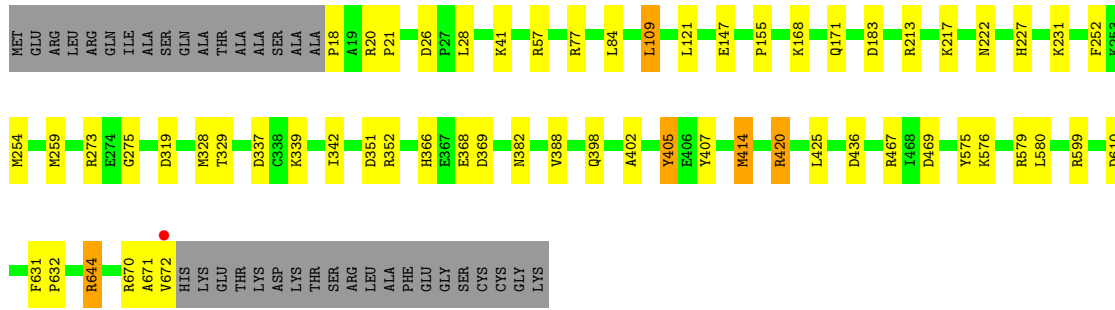 MET GLU ARG LEU ARG GLN ILE ALA SER GLN ALA THR ALA ALA SER ALA ALA P18 A19 R20 P21 D26 P27 L28 K41 R57 R77 L84 L109 L121 E147 P155 K168 Q171 D183 R213 K217 N222 H227 K231 F252 K253
M254 M259 R273 E274 G275 D319 M328 T329 D337 C338 K339 I342 D351 R352 H366 E367 E368 D369 N382 V388 Q398 A402 Y405 E406 Y407 M414 R420 L425 D436 R467 I468 D469 Y575 K576 R579 L580 R599
F631 P632 R644 R670 A671 V672 HIS LYS GLU THR LYS ASP LYS THR SER ARG LEU ALA PHE GLU GLY SER CYS CYS GLY LYS